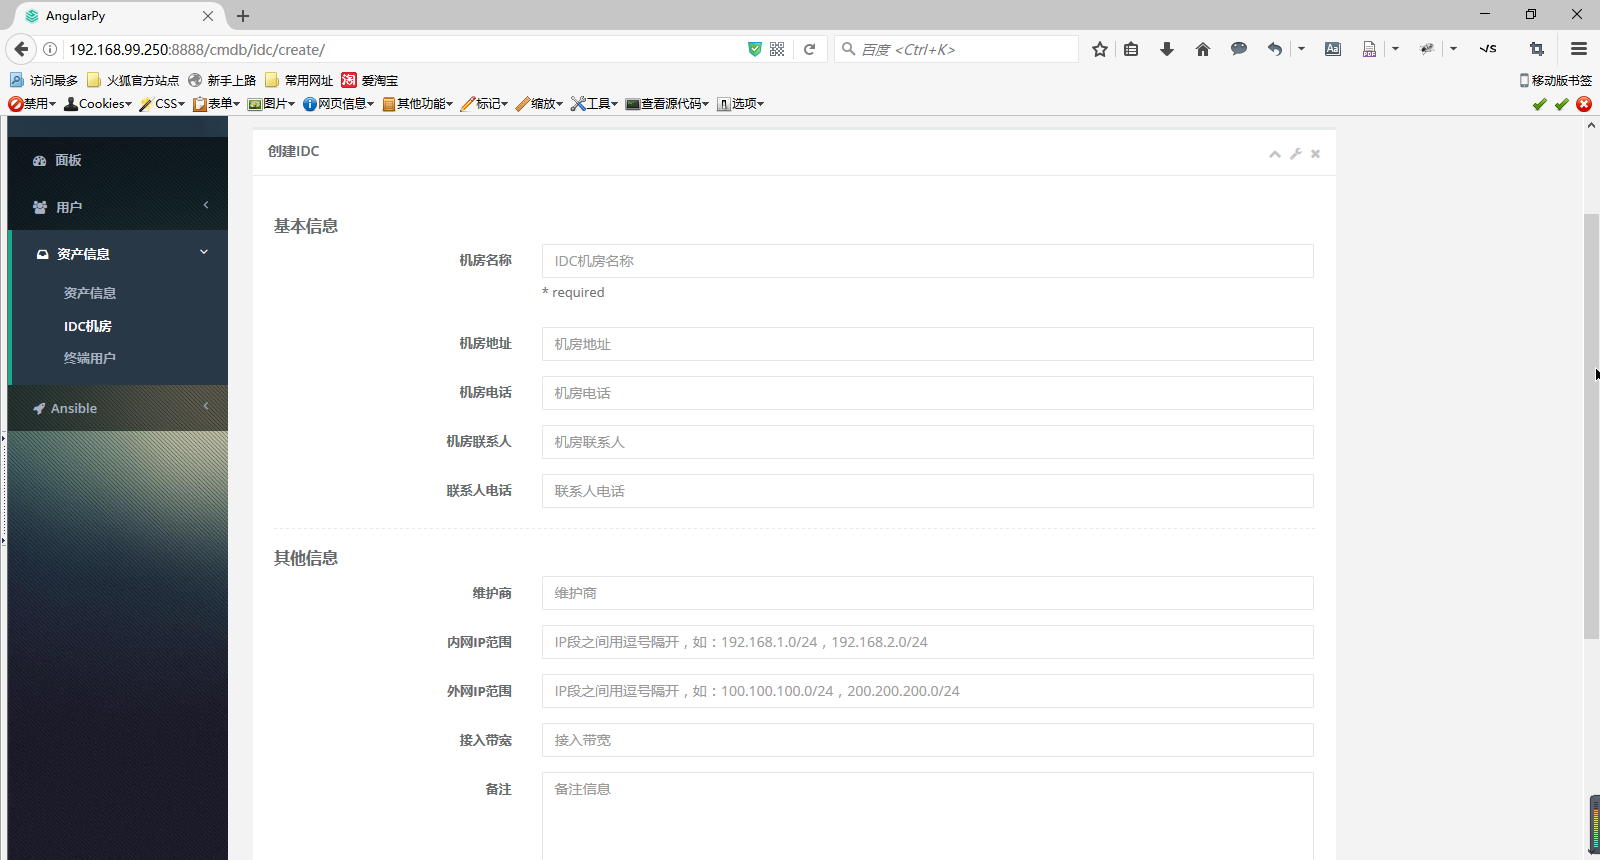 AngularPy
192.168.99.250:8888/cmdb/idc/create/
百度 <Ctrl+K>
访问最多 火狐官方站点 新手上路 常用网址 淘 爱淘宝 移动版书签
禁用 Cookies CSS 表单 图片 网页信息 其他功能 标记 缩放 工具 查看源代码 选项
面板
用户
资产信息
资产信息
IDC机房
终端用户
Ansible
创建IDC
基本信息
机房名称 IDC机房名称
* required
机房地址 机房地址
机房电话 机房电话
机房联系人 机房联系人
联系人电话 联系人电话
其他信息
维护商 维护商
内网IP范围 IP段之间用逗号隔开，如：192.168.1.0/24，192.168.2.0/24
外网IP范围 IP段之间用逗号隔开，如：100.100.100.0/24，200.200.200.0/24
接入带宽 接入带宽
备注 备注信息